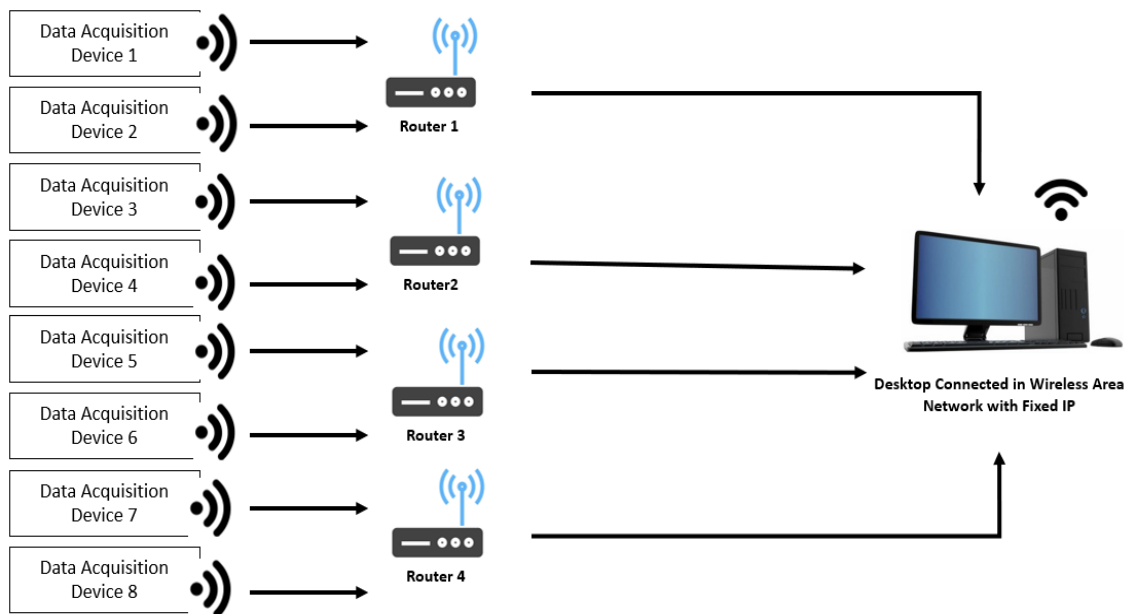 Data Acquisition
Device 1
Data Acquisition
Device 2
Router 1
Data Acquisition
Device 3
Data Acquisition
Device 4
Router2
Data Acquisition
Device 5
Data Acquisition
Device 6
Router 3
Data Acquisition
Device 7
Data Acquisition
Device 8
Router 4
Desktop Connected in Wireless Area
Network with Fixed IP